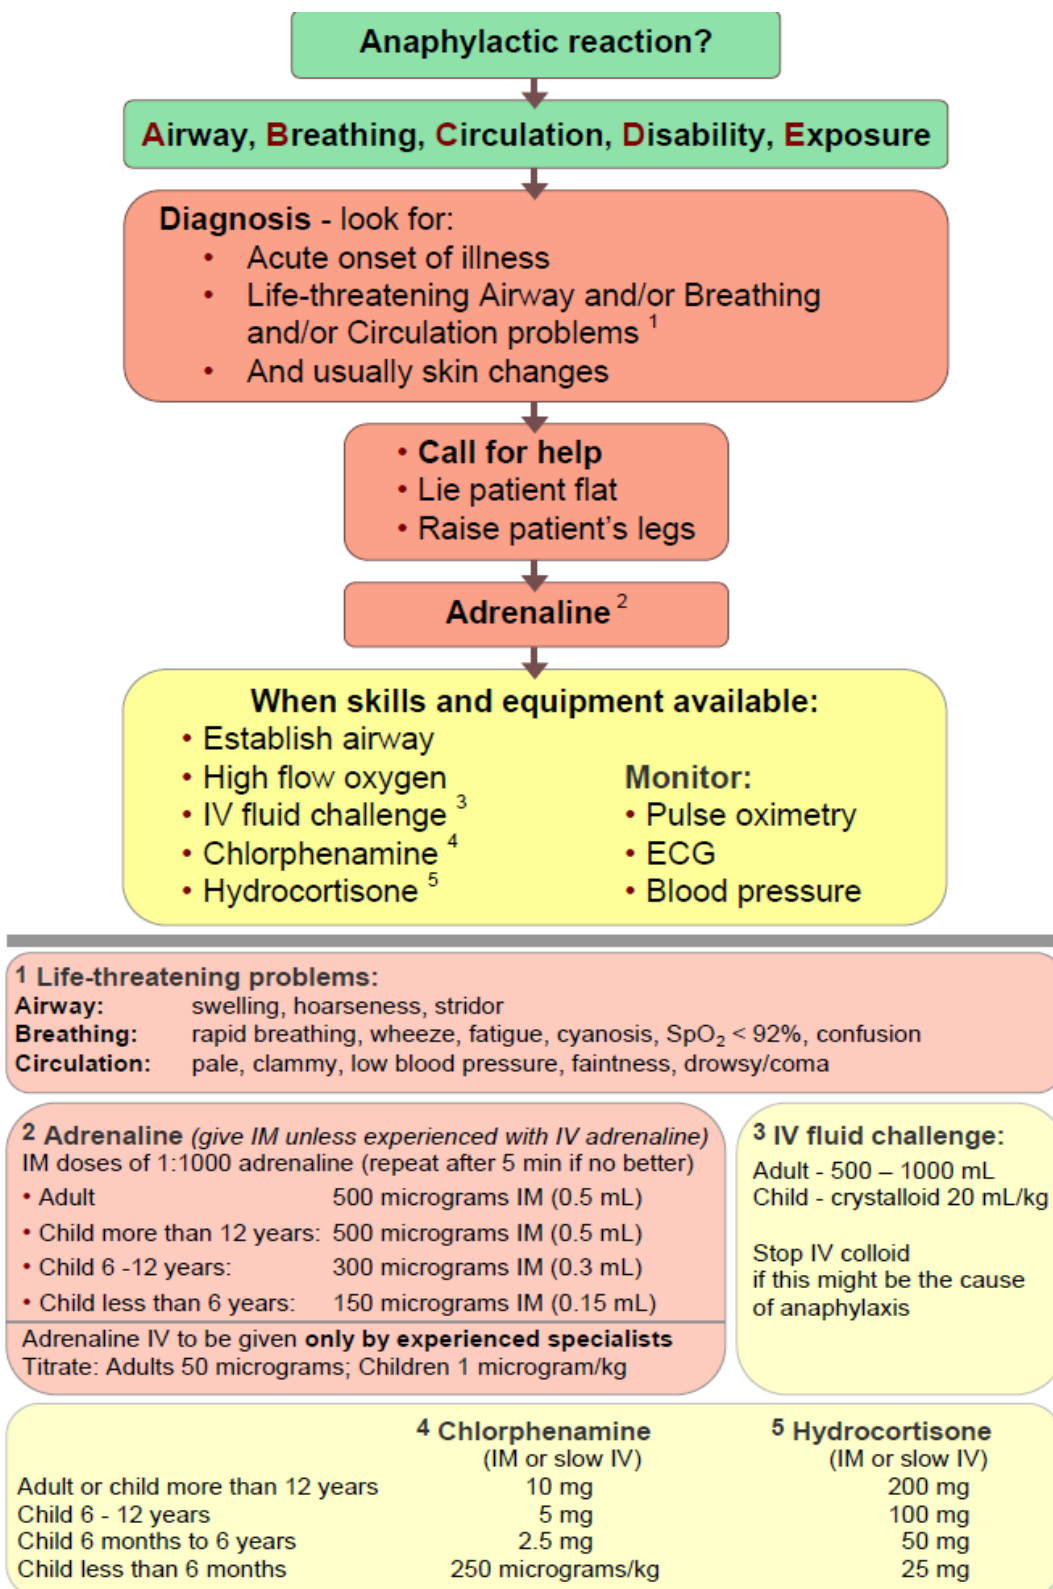 Anaphylactic reaction?
Airway, Breathing, Circulation, Disability, Exposure
Diagnosis - look for:
• Acute onset of illness
• Life-threatening Airway and/or Breathing
and/or Circulation problems 1
• And usually skin changes
• Call for help
• Lie patient flat
• Raise patient's legs
Adrenaline 2
When skills and equipment available:
• Establish airway
• High flow oxygen
• IV fluid challenge 3
• Chlorphenamine 4
• Hydrocortisone 5
Monitor:
• Pulse oximetry
• ECG
• Blood pressure
1 Life-threatening problems:
Airway: swelling, hoarseness, stridor
Breathing: rapid breathing, wheeze, fatigue, cyanosis, SpO2 < 92%, confusion
Circulation: pale, clammy, low blood pressure, faintness, drowsy/coma
2 Adrenaline (give IM unless experienced with IV adrenaline)
IM doses of 1:1000 adrenaline (repeat after 5 min if no better)
• Adult 500 micrograms IM (0.5 mL)
• Child more than 12 years: 500 micrograms IM (0.5 mL)
• Child 6 -12 years: 300 micrograms IM (0.3 mL)
• Child less than 6 years: 150 micrograms IM (0.15 mL)
Adrenaline IV to be given only by experienced specialists
Titrate: Adults 50 micrograms; Children 1 microgram/kg
3 IV fluid challenge:
Adult - 500 – 1000 mL
Child - crystalloid 20 mL/kg
Stop IV colloid
if this might be the cause
of anaphylaxis
4 Chlorphenamine 5 Hydrocortisone
(IM or slow IV) (IM or slow IV)
Adult or child more than 12 years 10 mg 200 mg
Child 6 - 12 years 5 mg 100 mg
Child 6 months to 6 years 2.5 mg 50 mg
Child less than 6 months 250 micrograms/kg 25 mg